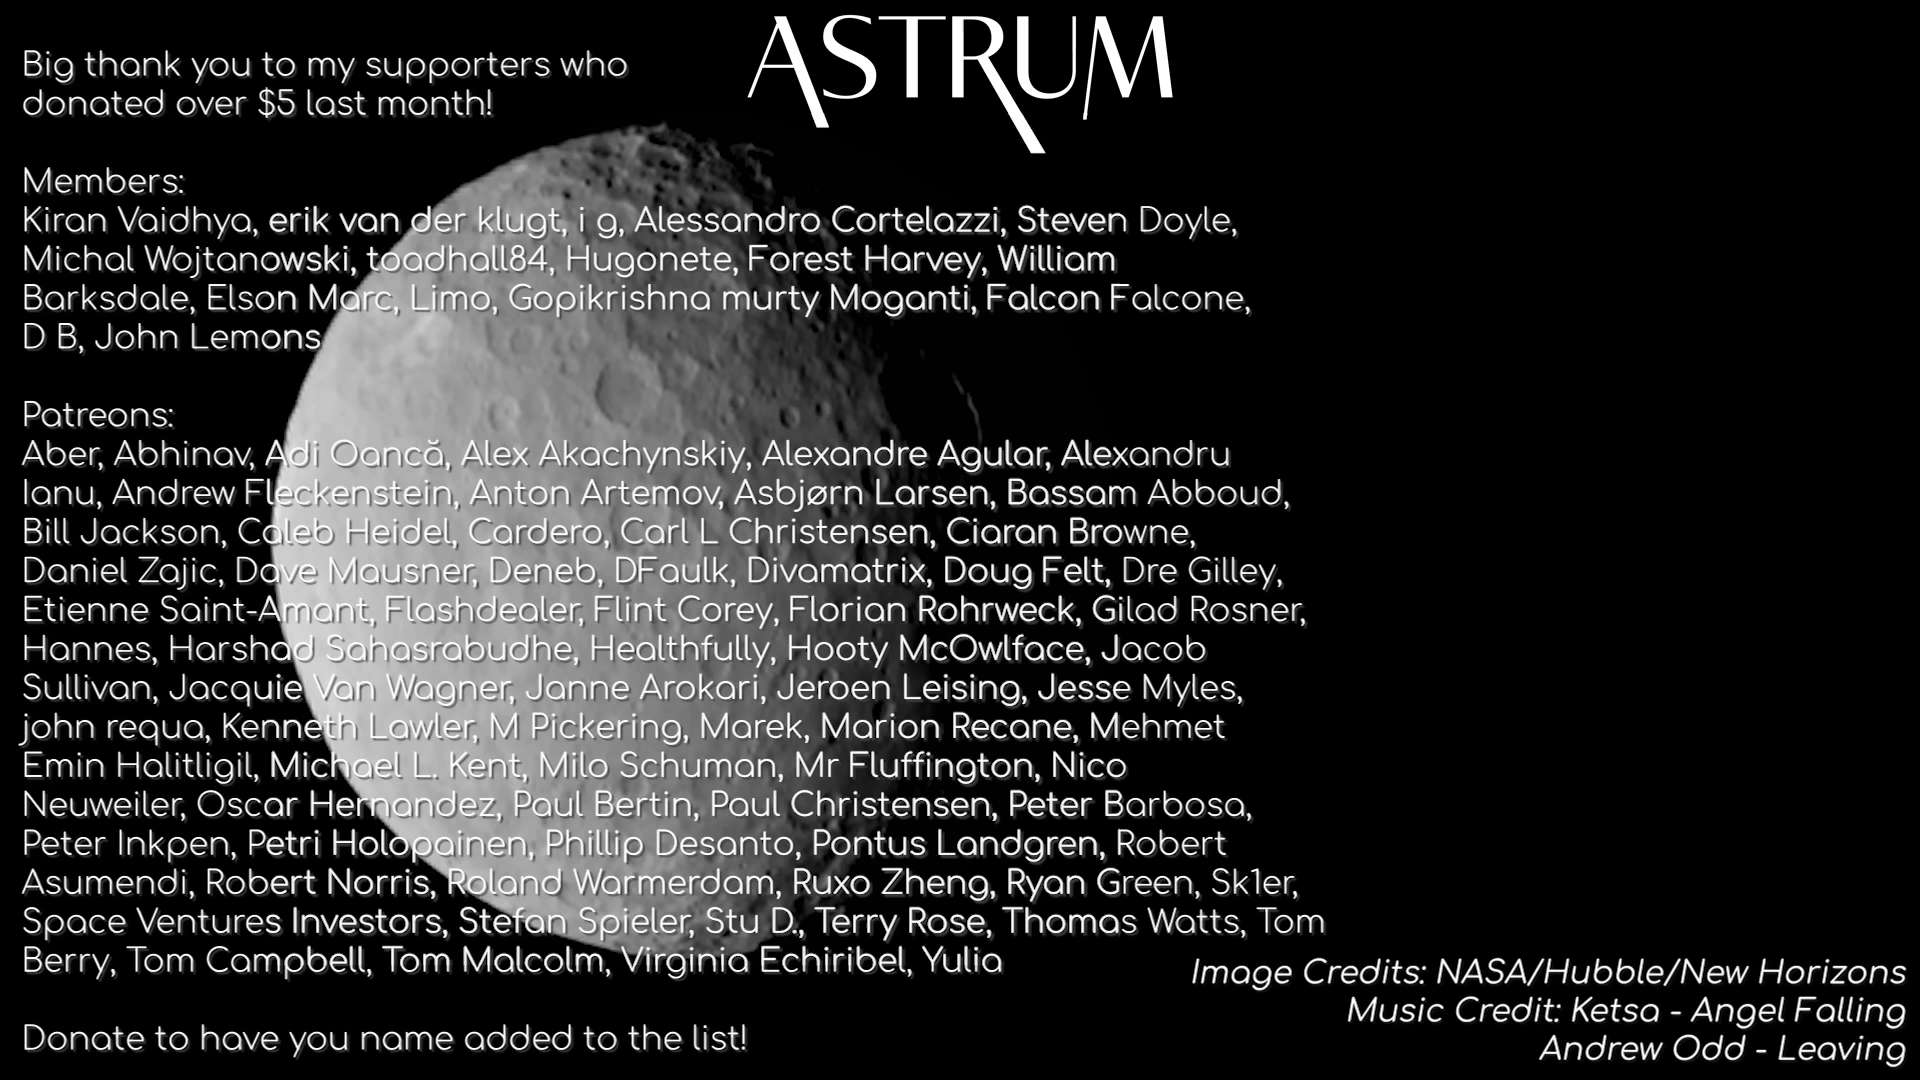 ASTRUM
Big thank you to my supporters who
donated over $5 last month!
Members:
Kiran Vaidhya, erik van der klugt, i g, Alessandro Cortelazzi, Steven Doyle,
Michal Wojtanowski, toadhall84, Hugonete, Forest Harvey, William
Barksdale, Elson Marc, Limo, Gopikrishna murty Moganti, Falcon Falcone,
D B, John Lemons
Patreons:
Aber, Abhinav, Adi Oancă, Alex Akachynskiy, Alexandre Agular, Alexandru
Ianu, Andrew Fleckenstein, Anton Artemov, Asbjørn Larsen, Bassam Abboud,
Bill Jackson, Caleb Heidel, Cardero, Carl L Christensen, Ciaran Browne,
Daniel Zajic, Dave Mausner, Deneb, DFaulk, Divamatrix, Doug Felt, Dre Gilley,
Etienne Saint-Amant, Flashdealer, Flint Corey, Florian Rohrweck, Gilad Rosner,
Hannes, Harshad Sahasrabudhe, Healthfully, Hooty McOwlface, Jacob
Sullivan, Jacquie Van Wagner, Janne Arokari, Jeroen Leising, Jesse Myles,
john requa, Kenneth Lawler, M Pickering, Marek, Marion Recane, Mehmet
Emin Halitligil, Michael L. Kent, Milo Schuman, Mr Fluffington, Nico
Neuweiler, Oscar Hernandez, Paul Bertin, Paul Christensen, Peter Barbosa,
Peter Inkpen, Petri Holopainen, Phillip Desanto, Pontus Landgren, Robert
Asumendi, Robert Norris, Roland Warmerdam, Ruxo Zheng, Ryan Green, Sk1er,
Space Ventures Investors, Stefan Spieler, Stu D., Terry Rose, Thomas Watts, Tom
Berry, Tom Campbell, Tom Malcolm, Virginia Echiribel, Yulia
Donate to have you name added to the list!
Image Credits: NASA/Hubble/New Horizons
Music Credit: Ketsa - Angel Falling
Andrew Odd - Leaving